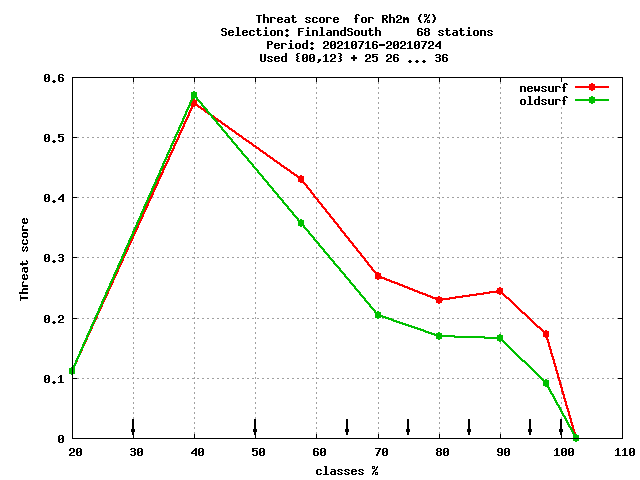 Threat score  for Rh2m (%)
Selection: FinlandSouth     68 stations
Period: 20210716-20210724
Used {00,12} + 25 26 ... 36
newsurf
oldsurf
0.6
0.5
0.4
0.3
0.2
0.1
0
Threat score
20 30 40 50 60 70 80 90 100 110
classes %